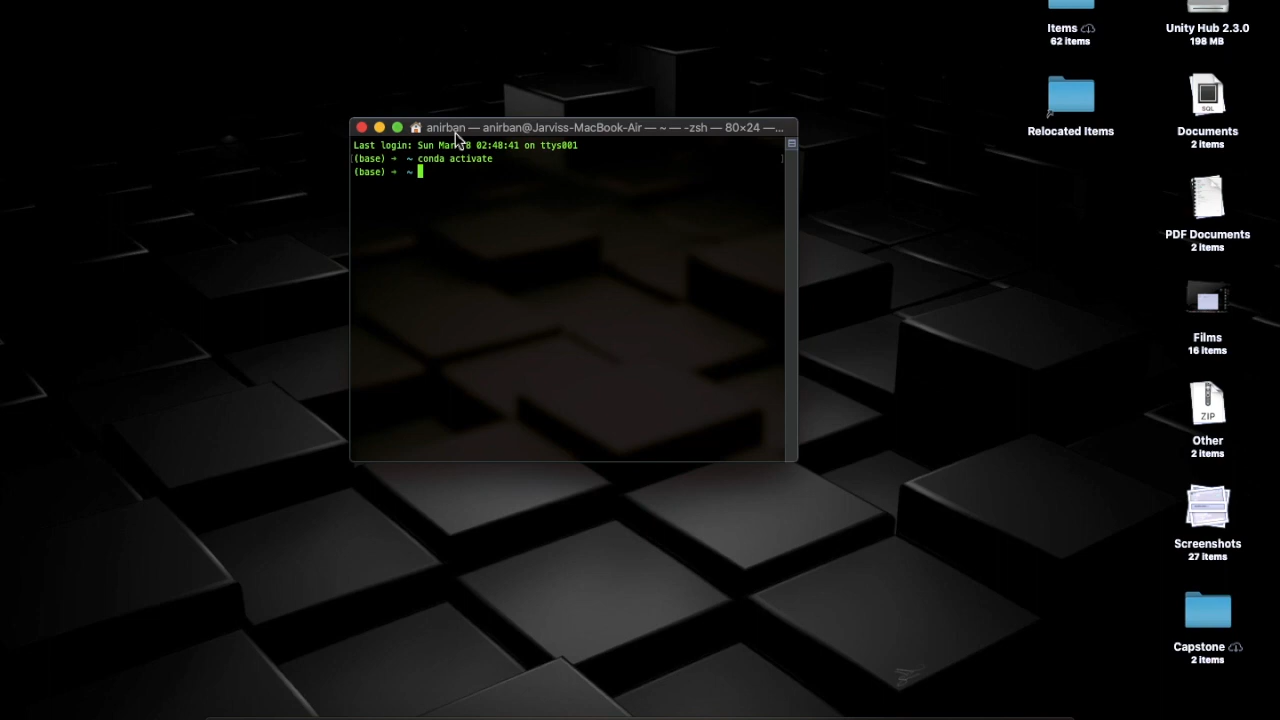 anirban — anirban@Jarviss-MacBook-Air — ~ — -zsh — 80×24 —...
Last login: Sun Mar 8 02:48:41 on ttys001
(base) → ~ conda activate
(base) → ~
Items
62 items
Relocated Items
Unity Hub 2.3.0
198 MB
SQL
Documents
2 items
PDF Documents
2 items
Films
16 items
ZIP
Other
2 items
Screenshots
27 items
Capstone
2 items